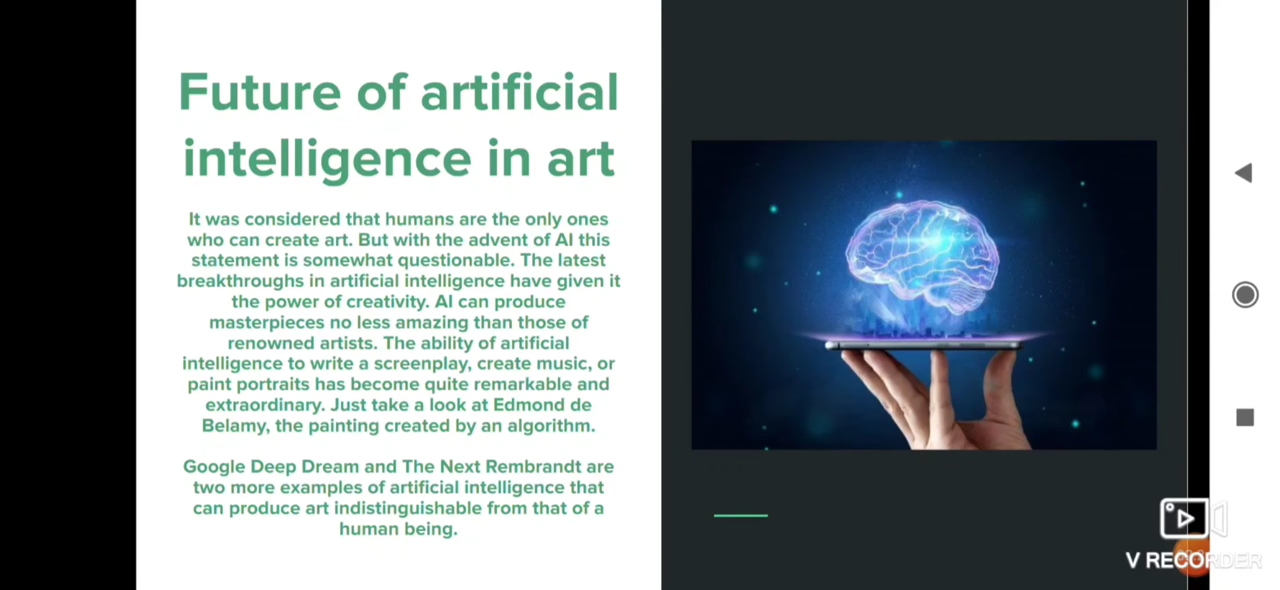 Future of artificial
intelligence in art
It was considered that humans are the only ones
who can create art. But with the advent of AI this
statement is somewhat questionable. The latest
breakthroughs in artificial intelligence have given it
the power of creativity. AI can produce
masterpieces no less amazing than those of
renowned artists. The ability of artificial
intelligence to write a screenplay, create music, or
paint portraits has become quite remarkable and
extraordinary. Just take a look at Edmond de
Belamy, the painting created by an algorithm.
Google Deep Dream and The Next Rembrandt are
two more examples of artificial intelligence that
can produce art indistinguishable from that of a
human being.
V RECORDER